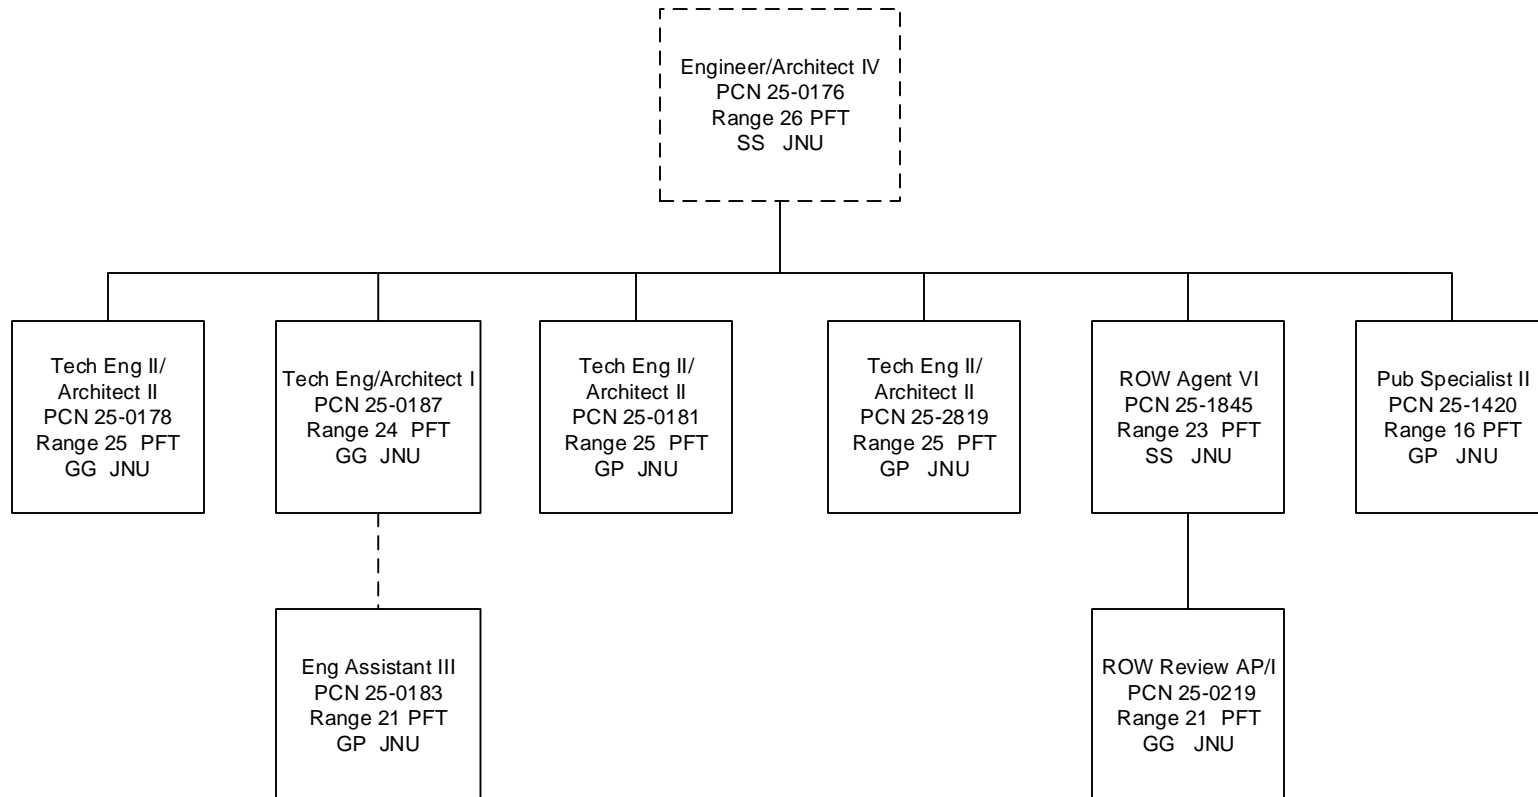 Engineer/Architect IV
PCN 25-0176
Range 26 PFT
SS JNU
Tech Eng II/
Architect II
PCN 25-0178
Range 25 PFT
GG JNU
Tech Eng/Architect I
PCN 25-0187
Range 24 PFT
GG JNU
Tech Eng II/
Architect II
PCN 25-0181
Range 25 PFT
GP JNU
Tech Eng II/
Architect II
PCN 25-2819
Range 25 PFT
GP JNU
ROW Agent VI
PCN 25-1845
Range 23 PFT
SS JNU
Pub Specialist II
PCN 25-1420
Range 16 PFT
GP JNU
Eng Assistant III
PCN 25-0183
Range 21 PFT
GP JNU
ROW Review AP/I
PCN 25-0219
Range 21 PFT
GG JNU